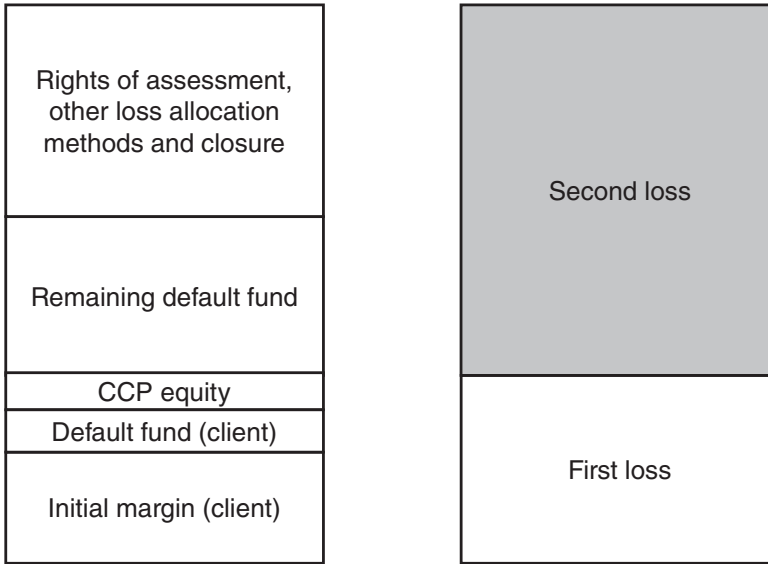 Rights of assessment,
other loss allocation
methods and closure
Remaining default fund
CCP equity
Default fund (client)
Initial margin (client)
Second loss
First loss